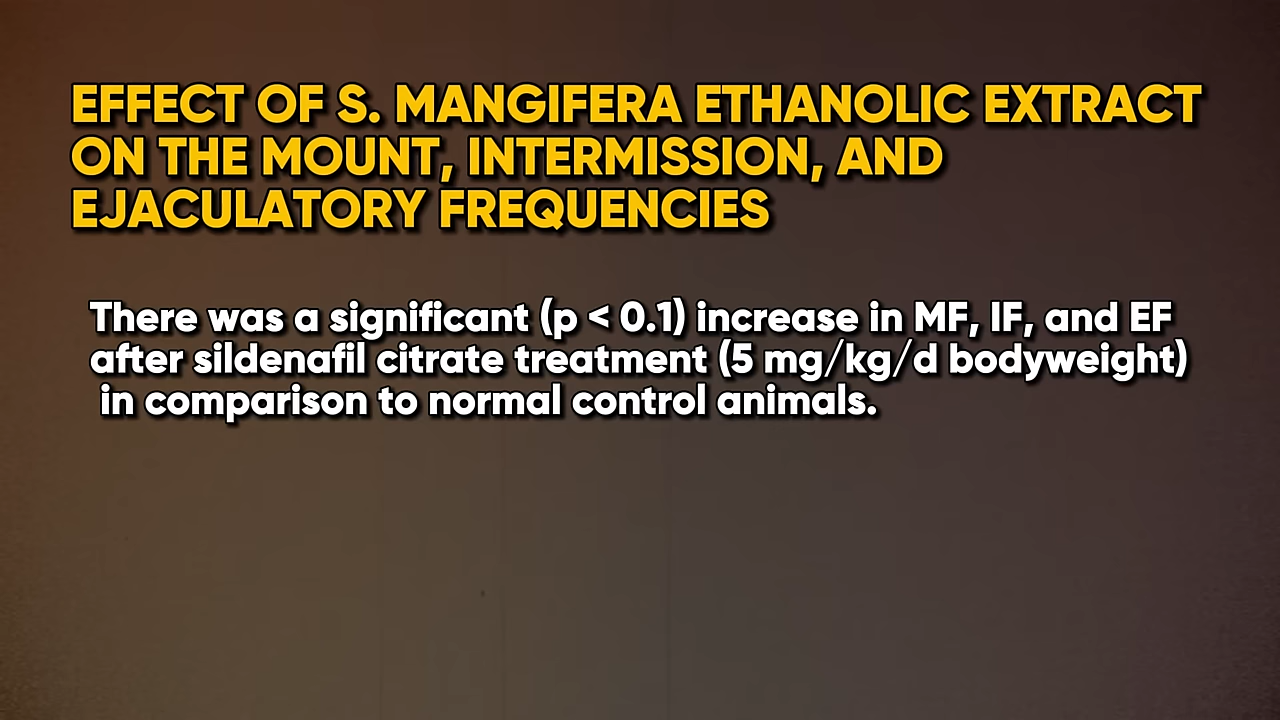 EFFECT OF S. MANGIFERA ETHANOLIC EXTRACT
ON THE MOUNT, INTERMISSION, AND
EJACULATORY FREQUENCIES
There was a significant (p < 0.1) increase in MF, IF, and EF
after sildenafil citrate treatment (5 mg/kg/d bodyweight)
in comparison to normal control animals.